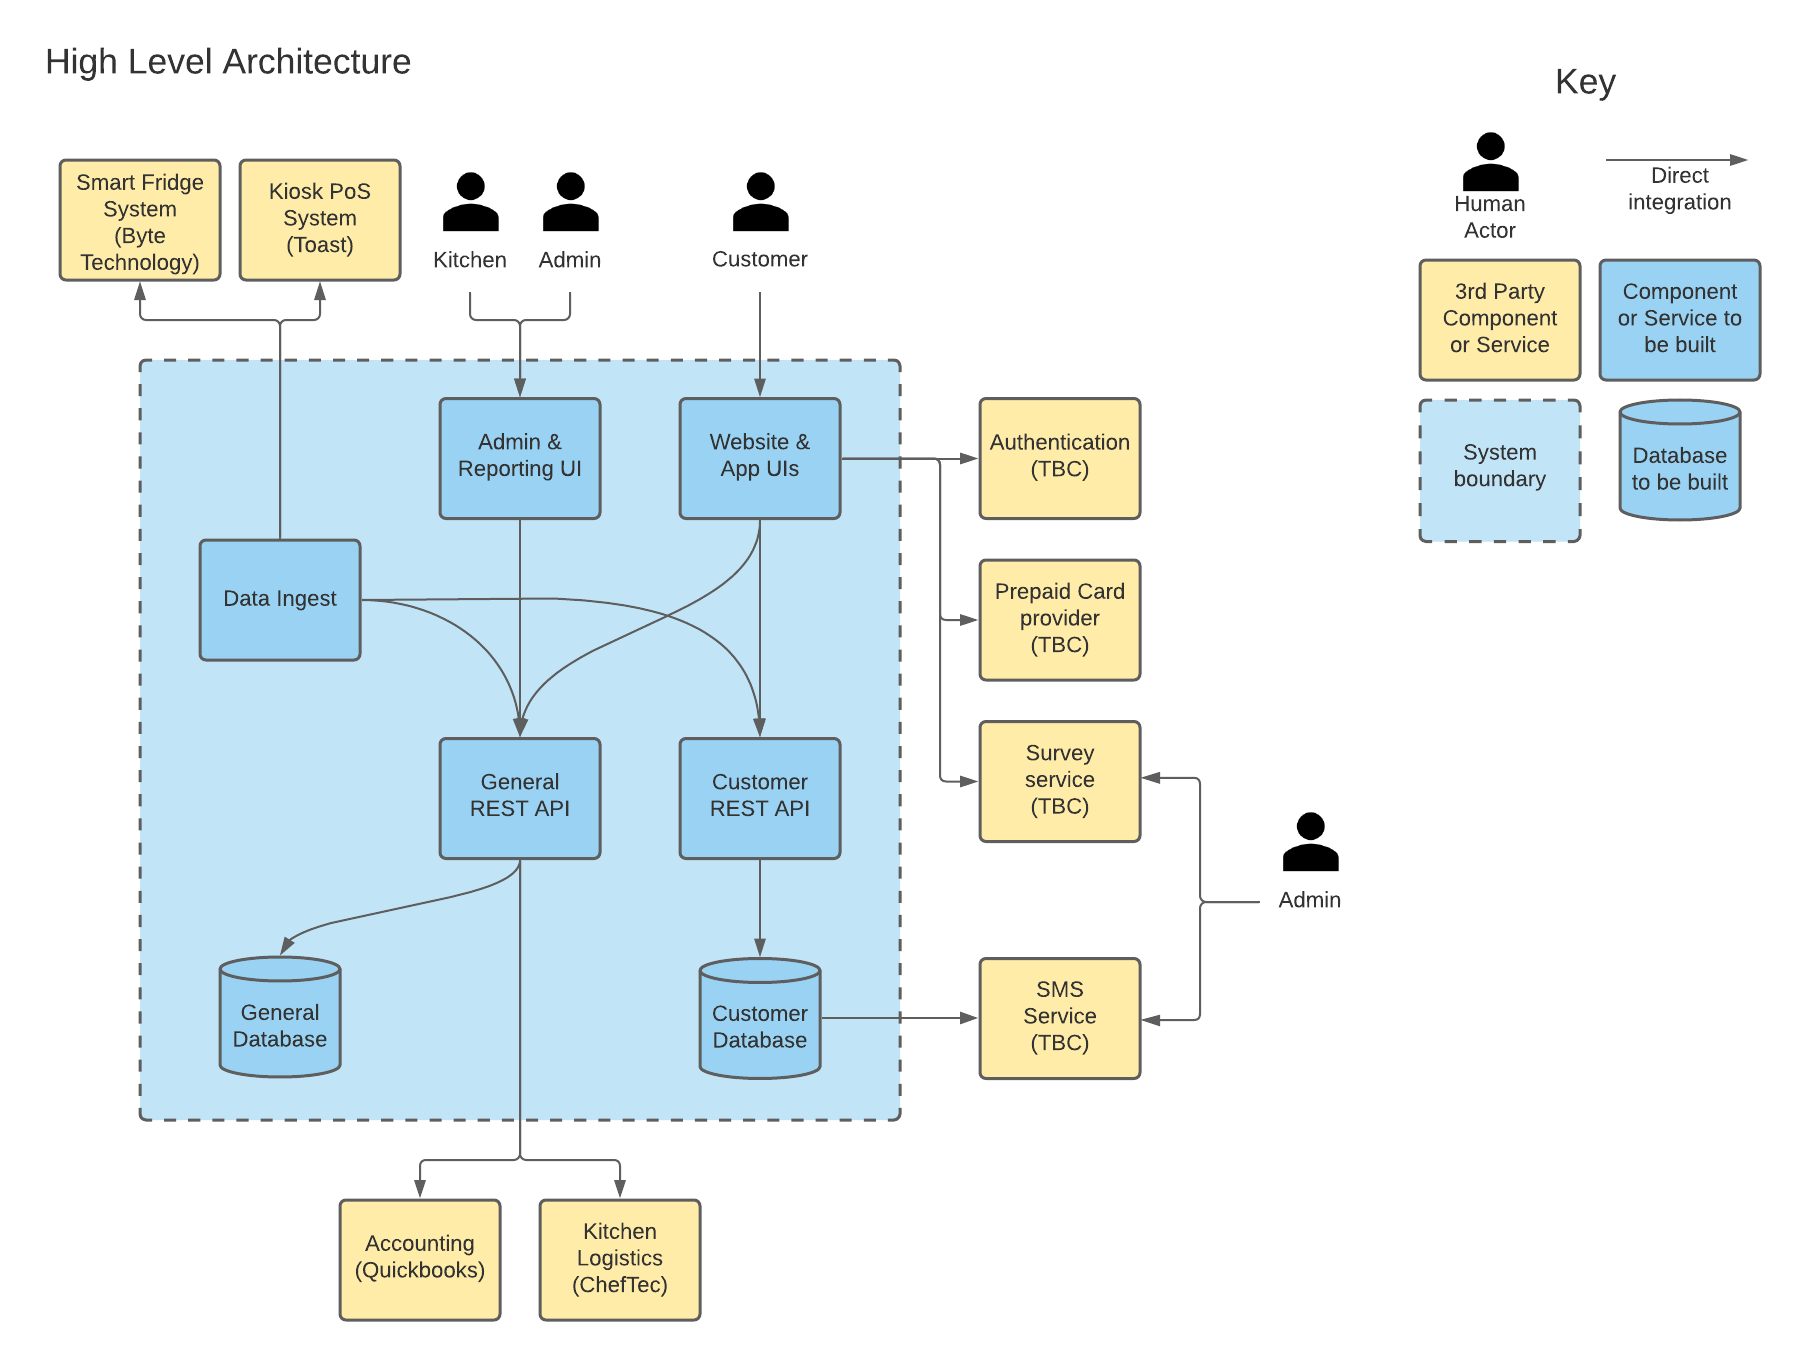 High Level Architecture
Key
Smart Fridge
System
(Byte
Technology)
Kiosk PoS
System
(Toast)
Kitchen
Admin
Customer
Human
Actor
Direct
integration
3rd Party
Component
or Service
Component
or Service to
be built
System
boundary
Database
to be built
Admin &
Reporting UI
Website &
App UIs
Authentication
(TBC)
Data Ingest
Prepaid Card
provider
(TBC)
General
REST API
Customer
REST API
Survey
service
(TBC)
Admin
General
Database
Customer
Database
SMS
Service
(TBC)
Accounting
(Quickbooks)
Kitchen
Logistics
(ChefTec)